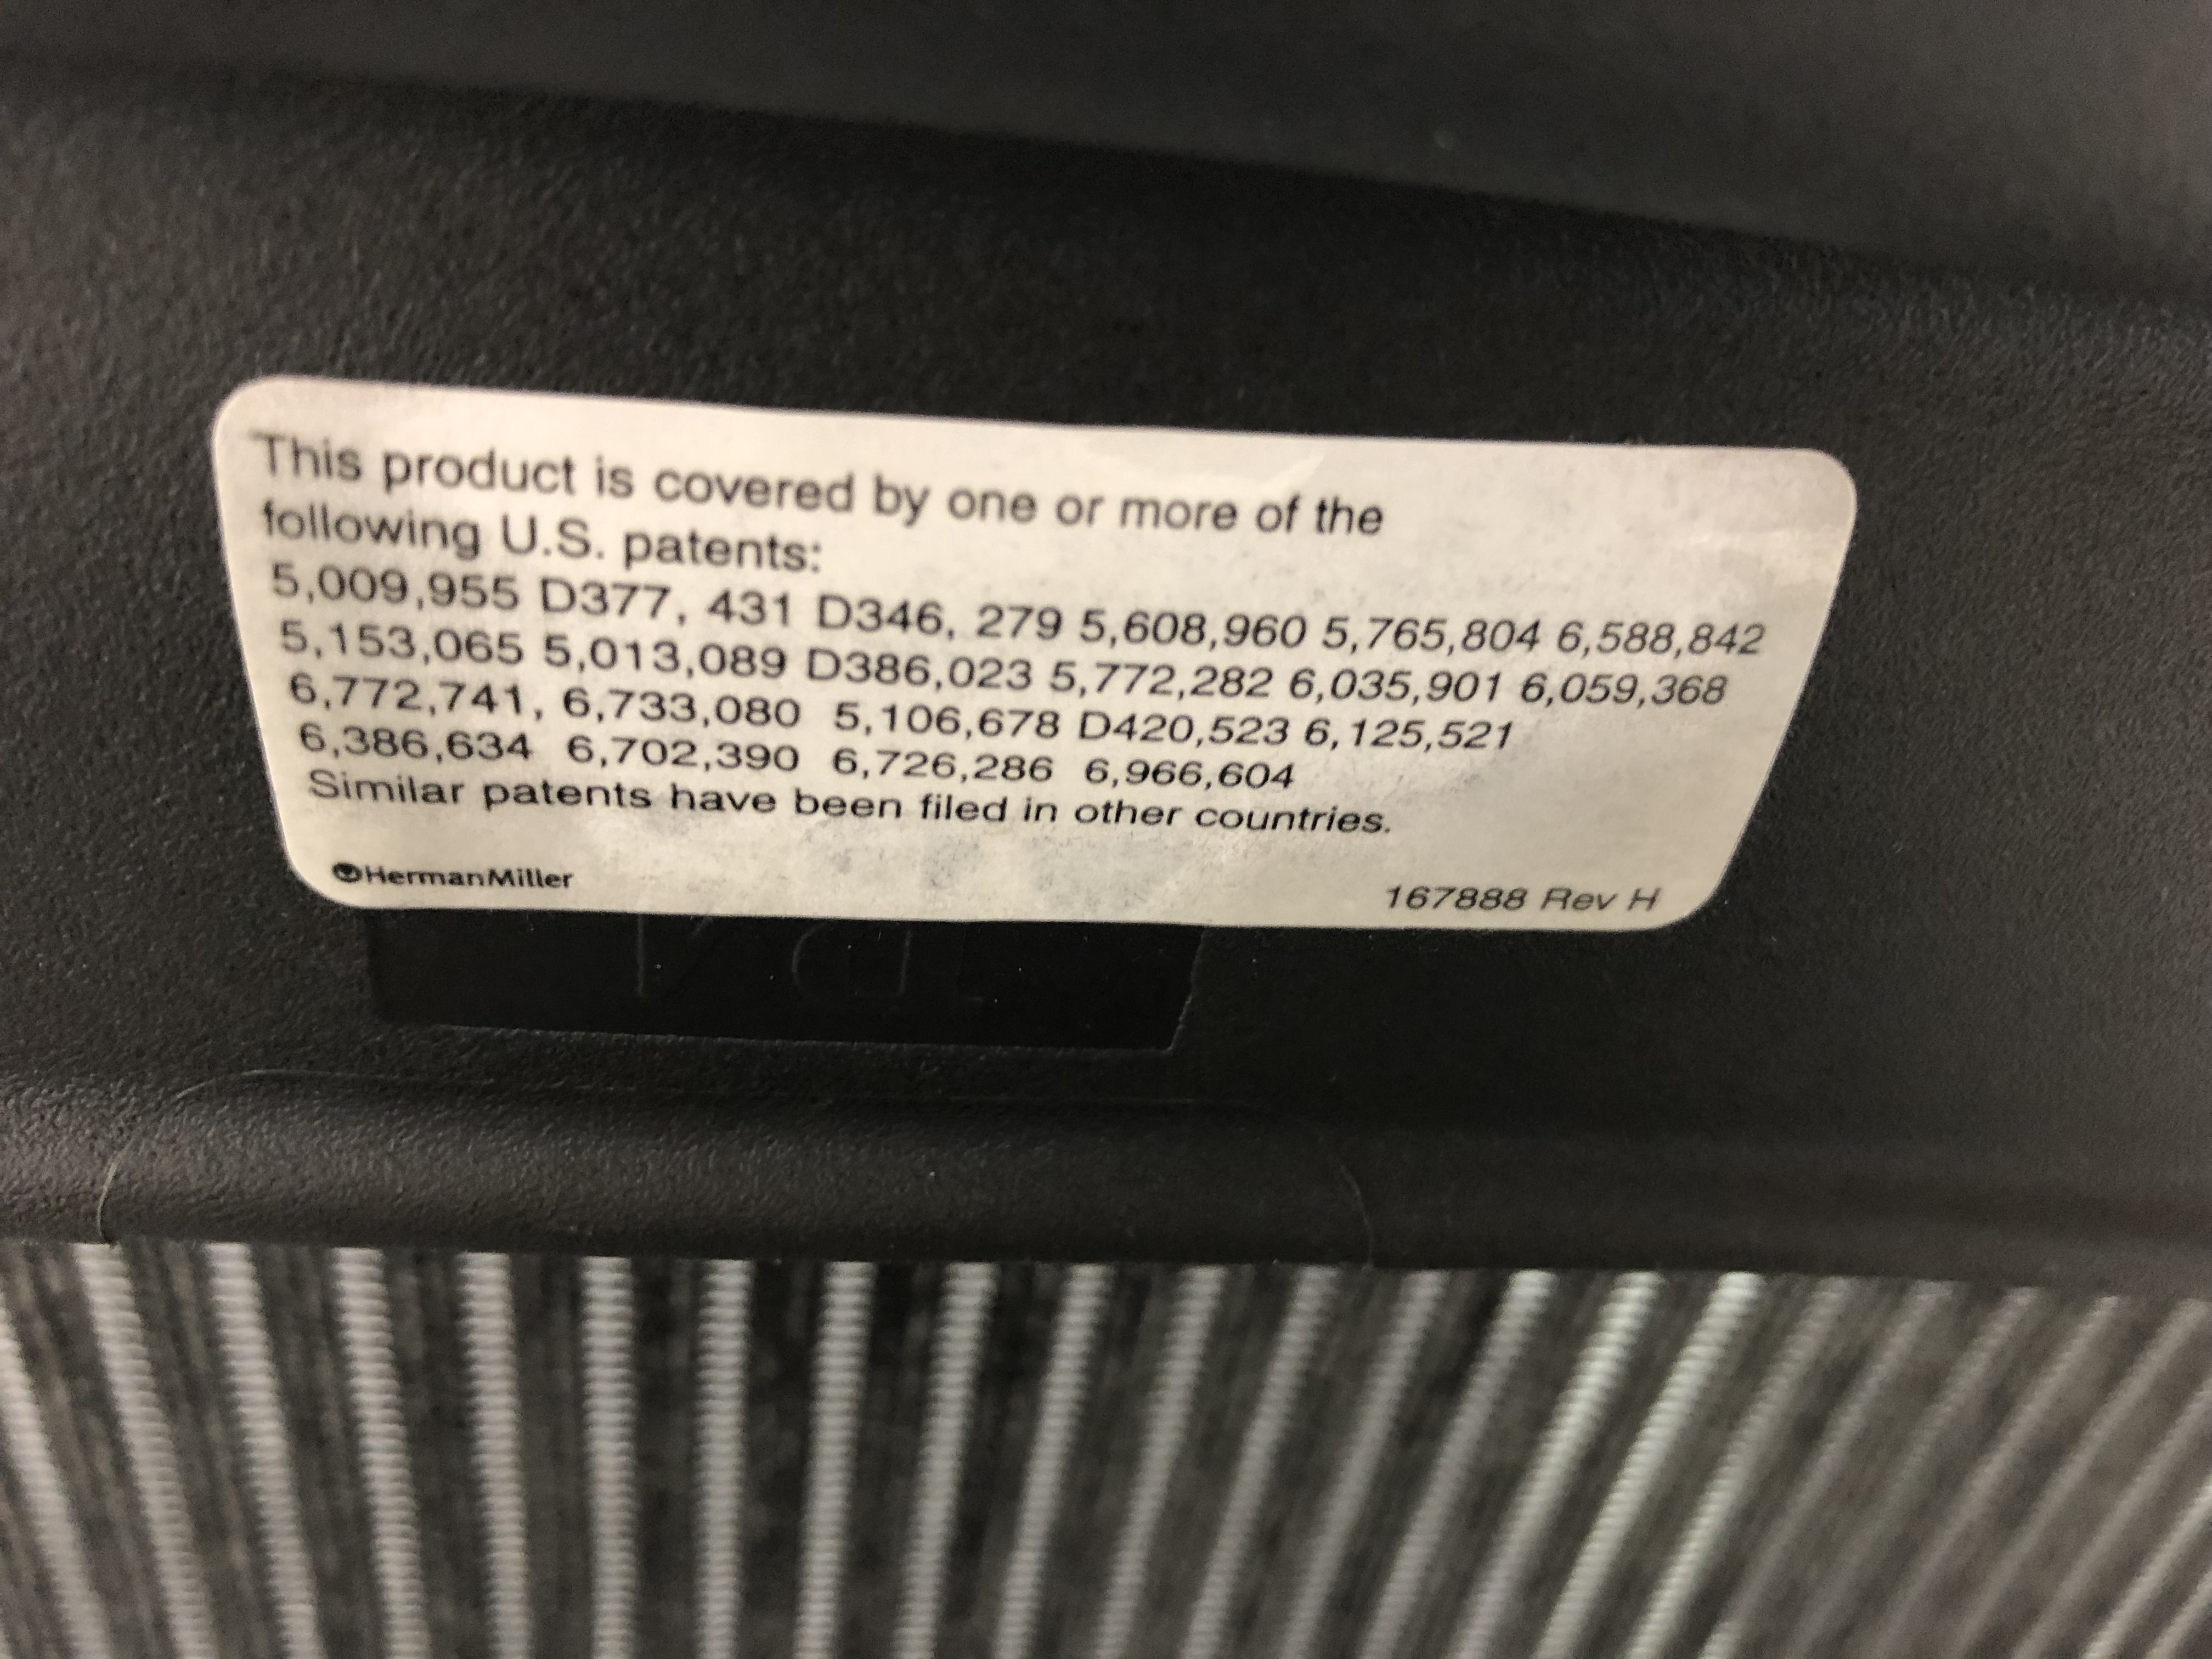 This product is covered by one or more of the
following U.S. patents:
5,009,955 D377, 431 D346, 279 5,608,960 5,765,804 6,588,842
5,153,065 5,013,089 D386,023 5,772,282 6,035,901 6,059,368
6,772,741, 6,733,080 5,106,678 D420,523 6,125,521
6,386,634 6,702,390 6,726,286 6,966,604
Similar patents have been filed in other countries.
HermanMiller
167888 Rev H